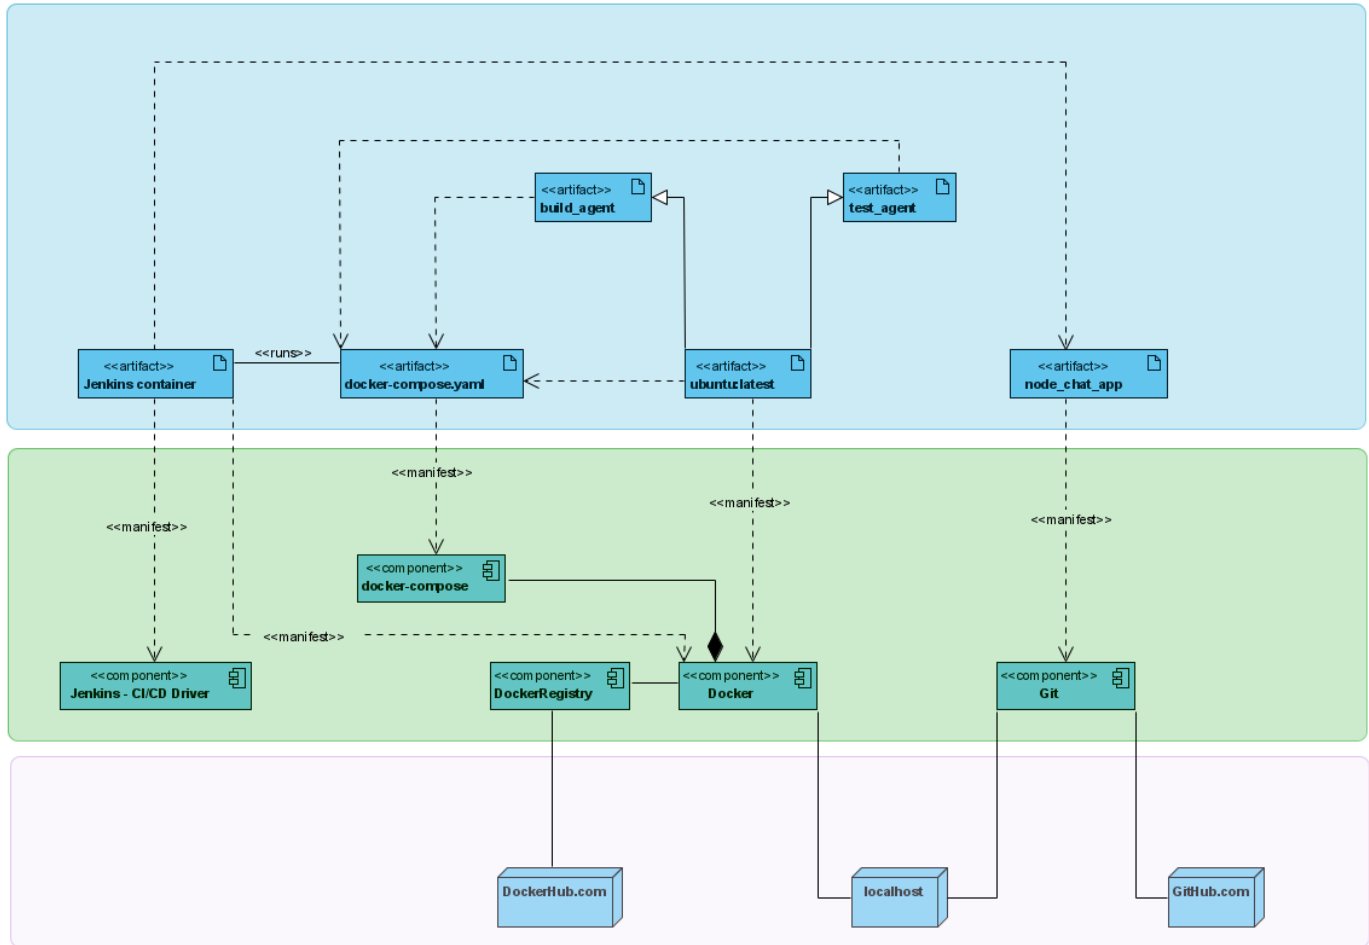 <<artifact>>
build_agent
<<artifact>>
test_agent
<<runs>>
<<artifact>>
Jenkins container
<<artifact>>
docker-compose.yaml
<<artifact>>
ubuntu:latest
<<artifact>>
node_chat_app
<<manifest>>
<<manifest>>
<<manifest>>
<<manifest>>
<<component>>
docker-compose
<<manifest>>
<<component>>
Jenkins - CI/CD Driver
<<component>>
DockerRegistry
<<component>>
Docker
<<component>>
Git
DockerHub.com
localhost
GitHub.com